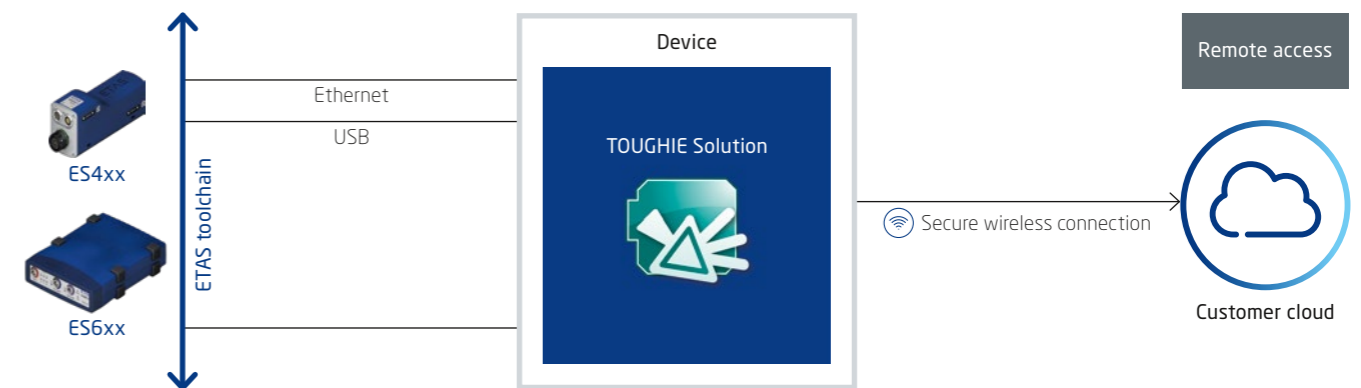 Device
Remote access
Ethernet
USB
ES4xx
ETAS toolchain
TOUGHIE Solution
Secure wireless connection
ES6xx
Customer cloud